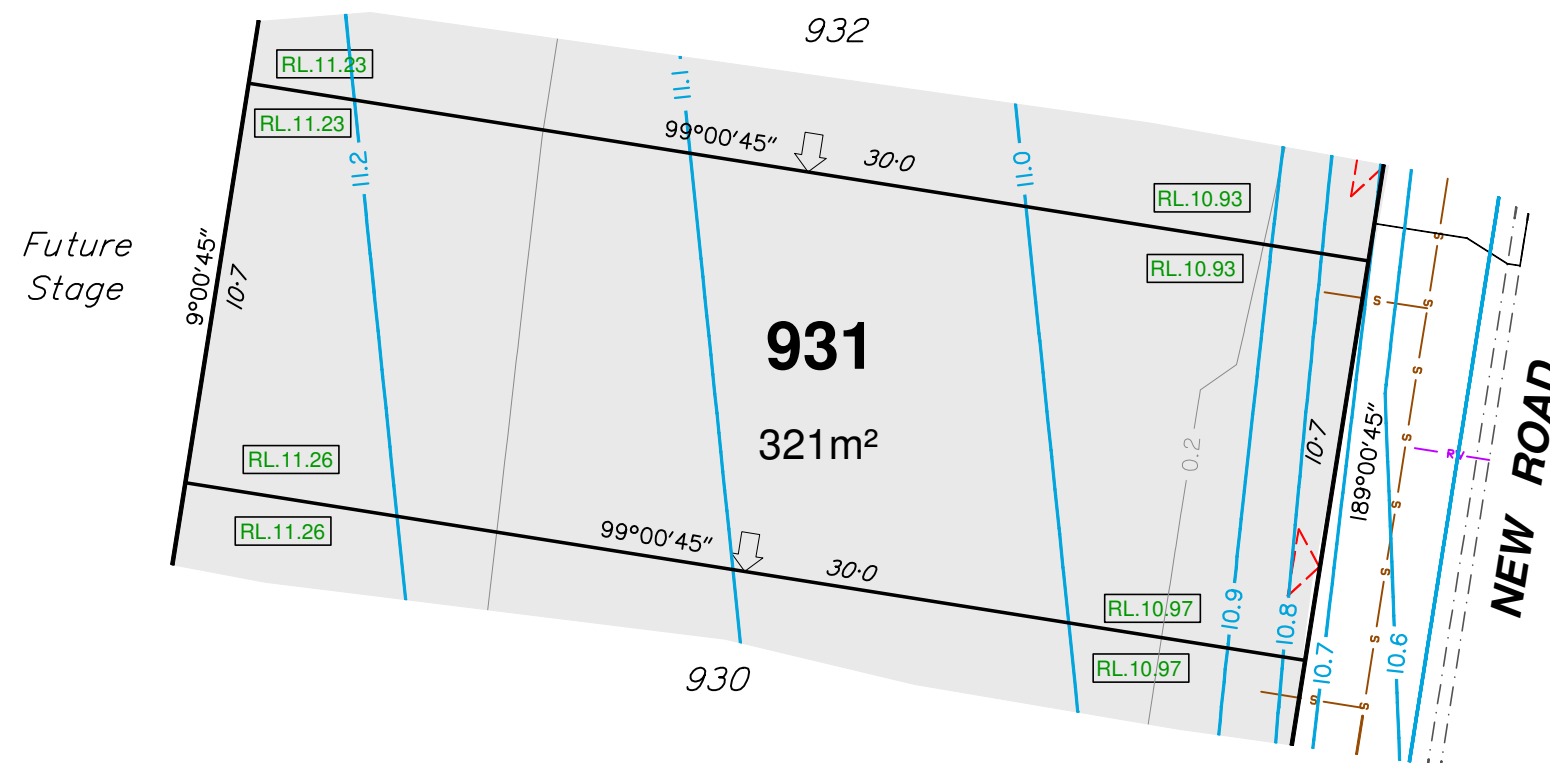 932
RL.11.23
11.1
RL.11.23
99°00'45"
30·0
11.2
11.0
RL.10.93
S
Future
Stage
9°00'45"
10·7
RL.10.93
S
S
931
S
321m²
0.2
10·7
189°00'45"
S
RW
NEW ROAD
RL.11.26
S
RL.11.26
99°00'45"
30·0
S
RL.10.97
10.9
10.8
S
10.6
RL.10.97
10.7
930
S
S